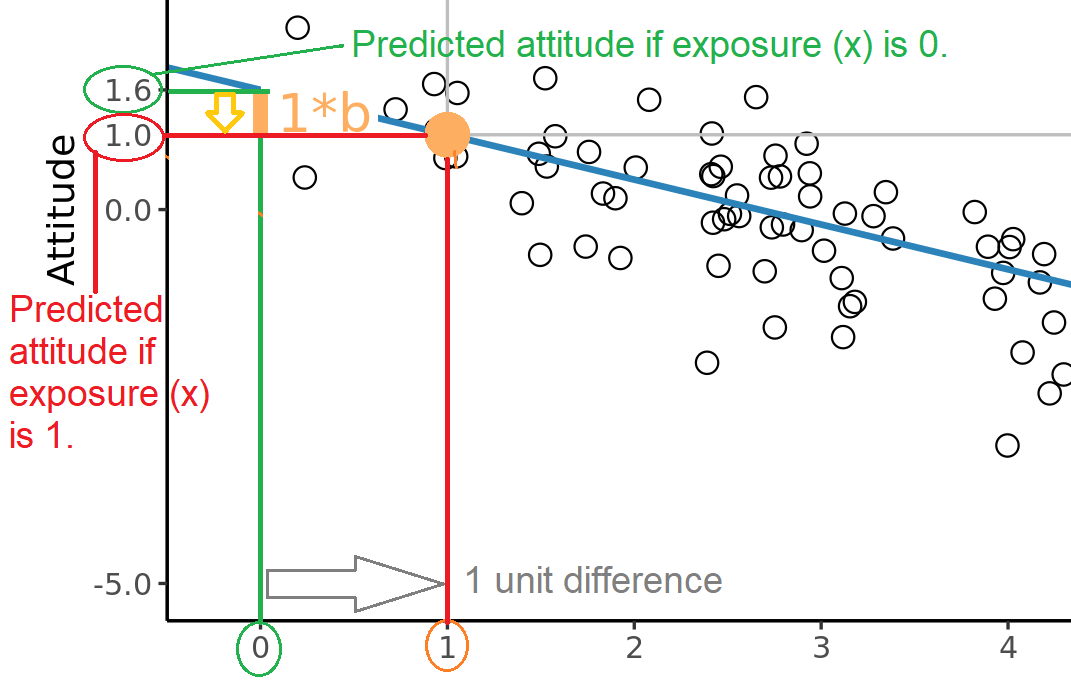 Predicted attitude if exposure (x) is 0.
1.6
1*b
1.0
Attitude
0.0
Predicted
attitude if
exposure (x)
is 1.
-5.0
1 unit difference
0
1
2
3
4